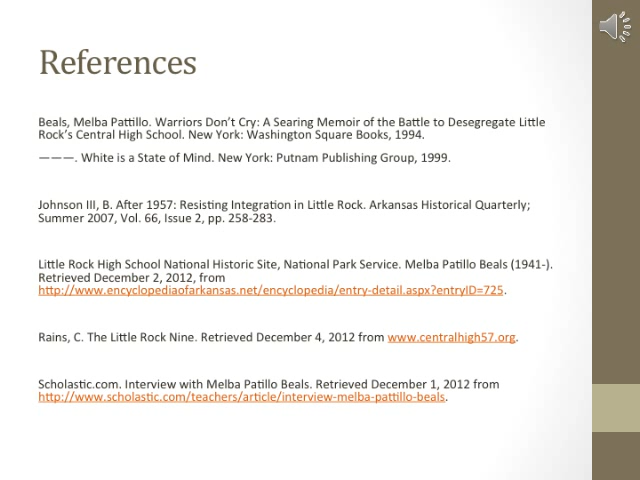 References
Beals, Melba Pattillo. Warriors Don’t Cry: A Searing Memoir of the Battle to Desegregate Little
Rock’s Central High School. New York: Washington Square Books, 1994.
———. White is a State of Mind. New York: Putnam Publishing Group, 1999.
Johnson III, B. After 1957: Resisting Integration in Little Rock. Arkansas Historical Quarterly;
Summer 2007, Vol. 66, Issue 2, pp. 258-283.
Little Rock High School National Historic Site, National Park Service. Melba Patillo Beals (1941-).
Retrieved December 2, 2012, from
http://www.encyclopediaofarkansas.net/encyclopedia/entry-detail.aspx?entryID=725.
Rains, C. The Little Rock Nine. Retrieved December 4, 2012 from www.centralhigh57.org.
Scholastic.com. Interview with Melba Patillo Beals. Retrieved December 1, 2012 from
http://www.scholastic.com/teachers/article/interview-melba-pattillo-beals.